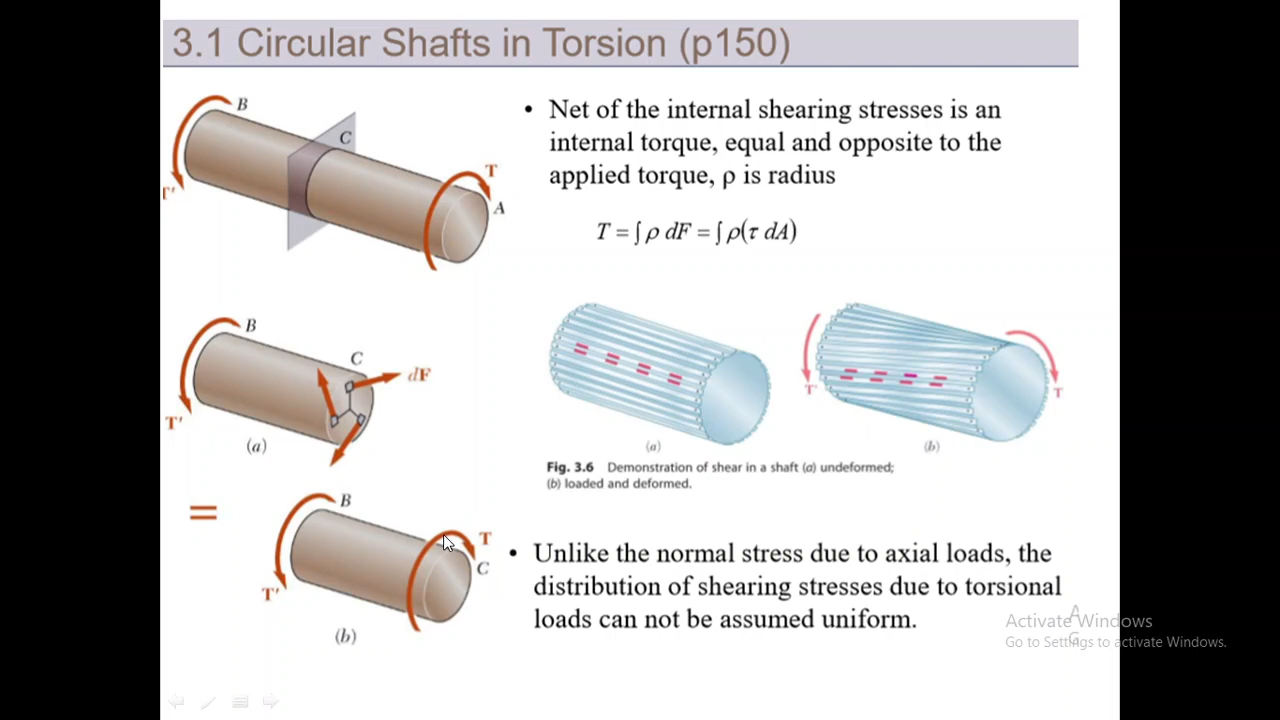 3.1 Circular Shafts in Torsion (p150)
B
C
T
T'
A
• Net of the internal shearing stresses is an
internal torque, equal and opposite to the
applied torque, ρ is radius
T = ∫ρ dF = ∫ρ(τ dA)
B
C
dF
T'
(a)
=
B
T
C
T'
(b)
T'
T
(a)
(b)
Fig. 3.6 Demonstration of shear in a shaft (a) undeformed;
(b) loaded and deformed.
• Unlike the normal stress due to axial loads, the
distribution of shearing stresses due to torsional
loads can not be assumed uniform.
Activate Windows
Go to Settings to activate Windows.